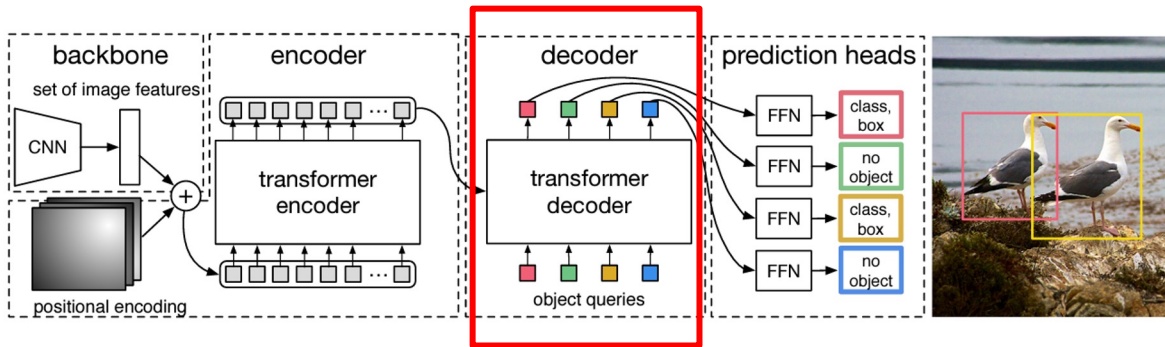 backbone
set of image features
CNN
+
positional encoding
encoder
...
transformer
encoder
decoder
transformer
decoder
object queries
prediction heads
FFN
class,
box
FFN
no
object
FFN
class,
box
FFN
no
object
...